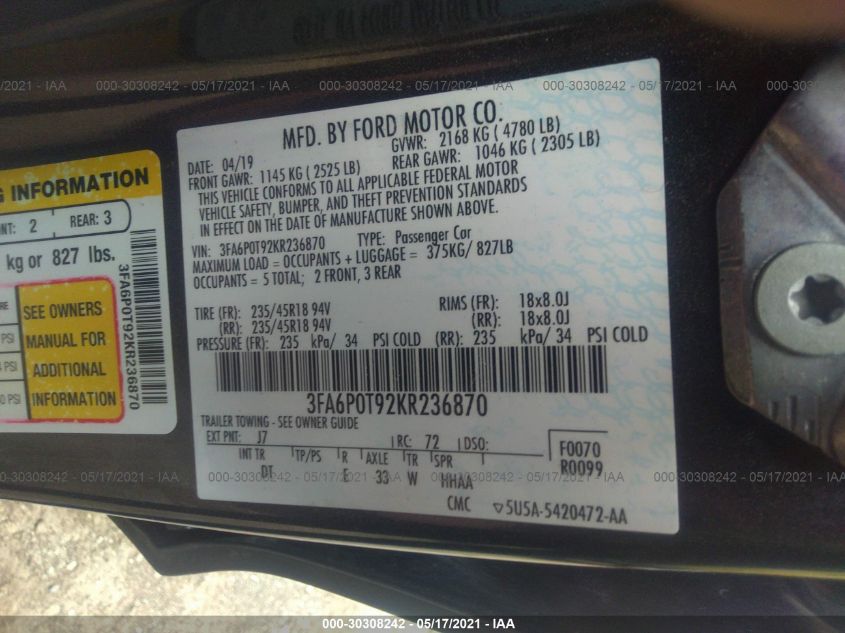 000-30308242 - 05/17/2021 - IAA
G INFORMATION
NT: 2 REAR: 3
kg or 827 lbs.
SEE OWNERS
MANUAL FOR
ADDITIONAL
INFORMATION
PSI
PSI
0 PSI
3FA6P0T92KR236870
MFD. BY FORD MOTOR CO.
DATE: 04/19 GVWR: 2168 KG ( 4780 LB)
FRONT GAWR: 1145 KG ( 2525 LB) REAR GAWR: 1046 KG ( 2305 LB)
THIS VEHICLE CONFORMS TO ALL APPLICABLE FEDERAL MOTOR
VEHICLE SAFETY, BUMPER, AND THEFT PREVENTION STANDARDS
IN EFFECT ON THE DATE OF MANUFACTURE SHOWN ABOVE.
VIN: 3FA6P0T92KR236870 TYPE: Passenger Car
MAXIMUM LOAD = OCCUPANTS + LUGGAGE = 375KG/ 827LB
OCCUPANTS = 5 TOTAL; 2 FRONT, 3 REAR
TIRE (FR): 235/45R18 94V RIMS (FR): 18x8.0J
(RR): 235/45R18 94V (RR): 18x8.0J
PRESSURE (FR): 235 kPa/ 34 PSI COLD (RR): 235 kPa/ 34 PSI COLD
3FA6P0T92KR236870
TRAILER TOWING - SEE OWNER GUIDE
EXT PNT: J7 RC: 72 DSO: F0070
INT TR TP/PS R AXLE TR SPR R0099
DT E 33 W HHAA
CMC 5U5A-5420472-AA
000-30308242 - 05/17/2021 - IAA